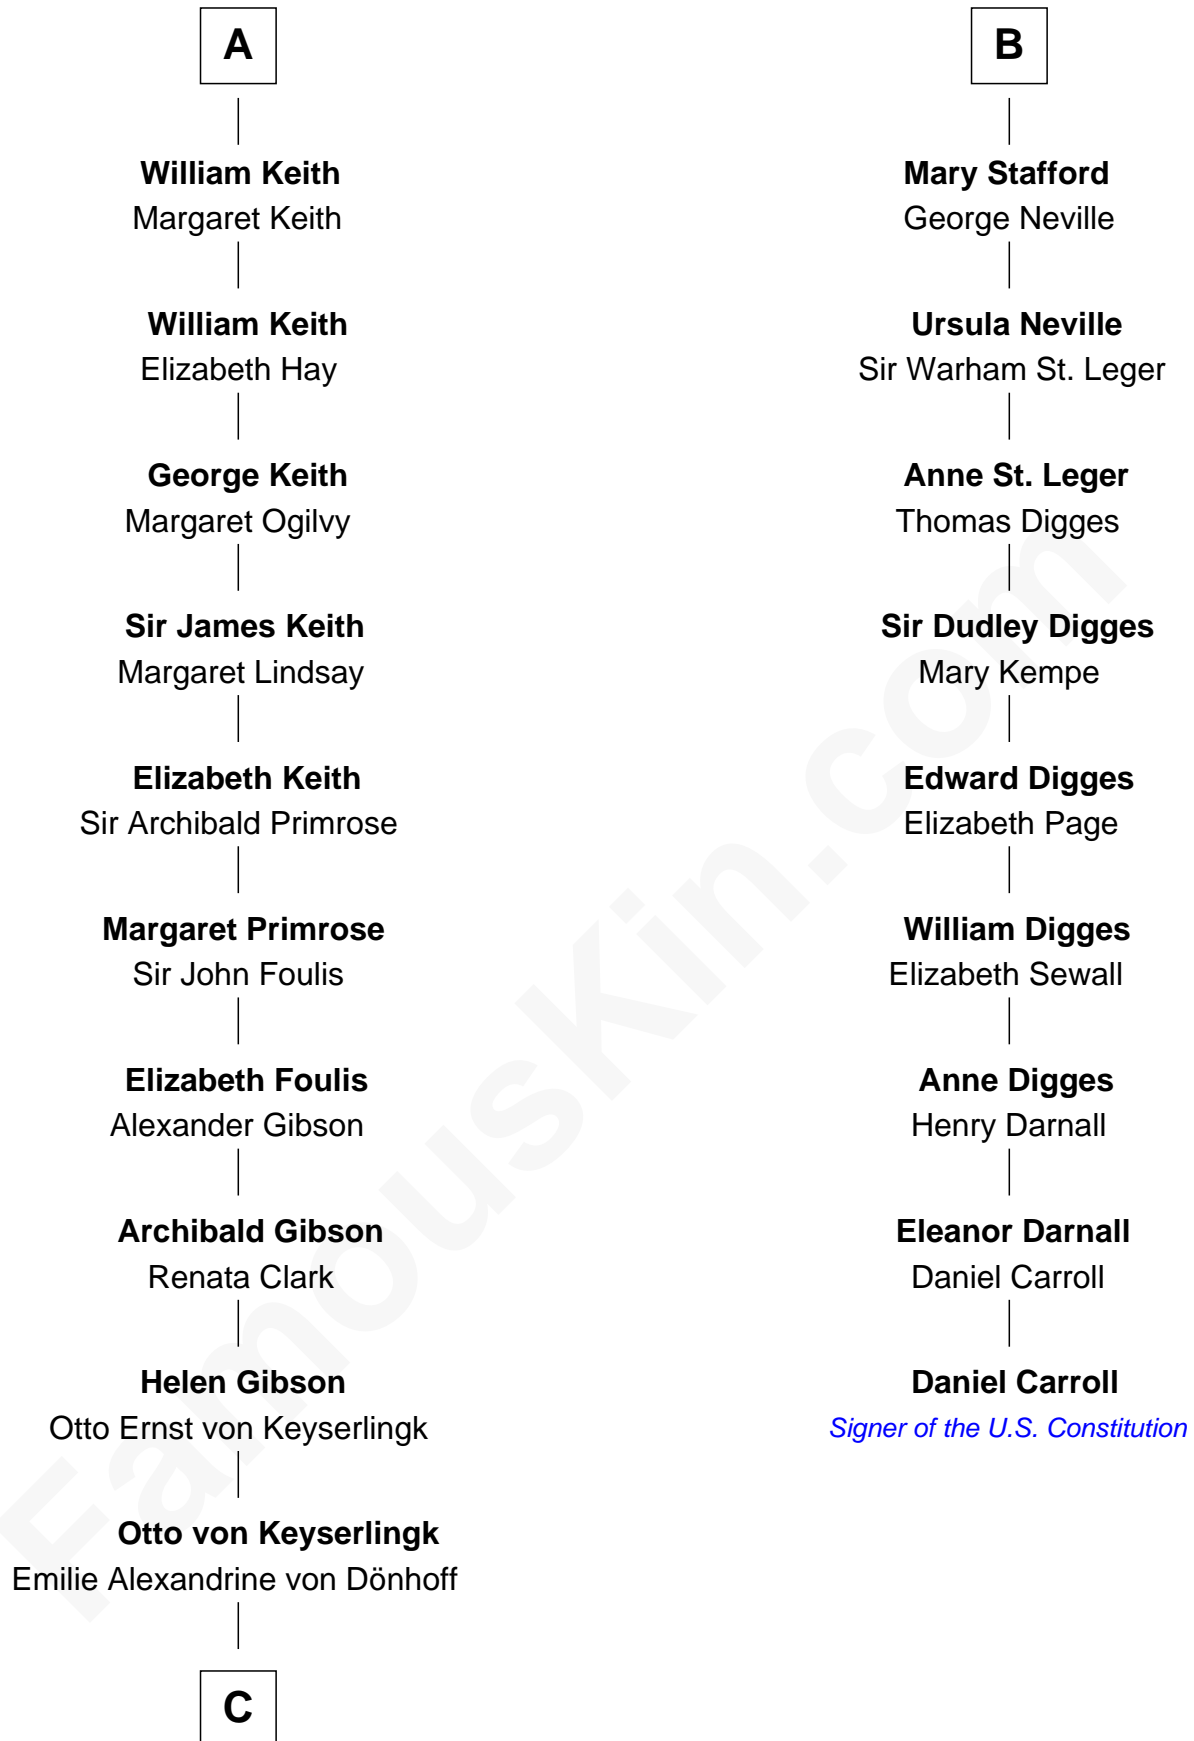 A
William Keith
Margaret Keith
William Keith
Elizabeth Hay
George Keith
Margaret Ogilvy
Sir James Keith
Margaret Lindsay
Elizabeth Keith
Sir Archibald Primrose
Margaret Primrose
Sir John Foulis
Elizabeth Foulis
Alexander Gibson
Archibald Gibson
Renata Clark
Helen Gibson
Otto Ernst von Keyserlingk
Otto von Keyserlingk
Emilie Alexandrine von Dönhoff
C
B
Mary Stafford
George Neville
Ursula Neville
Sir Warham St. Leger
Anne St. Leger
Thomas Digges
Sir Dudley Digges
Mary Kempe
Edward Digges
Elizabeth Page
William Digges
Elizabeth Sewall
Anne Digges
Henry Darnall
Eleanor Darnall
Daniel Carroll
Daniel Carroll
Signer of the U.S. Constitution
FamousKin.com